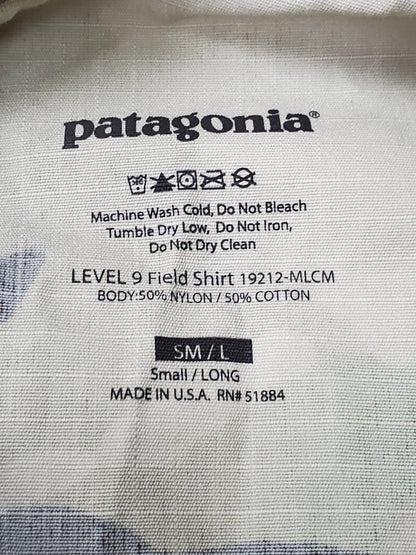 patagonia®
Machine Wash Cold, Do Not Bleach
Tumble Dry Low, Do Not Iron,
Do Not Dry Clean
LEVEL 9 Field Shirt 19212-MLCM
BODY:50% NYLON / 50% COTTON
SM / L
Small / LONG
MADE IN U.S.A. RN# 51884